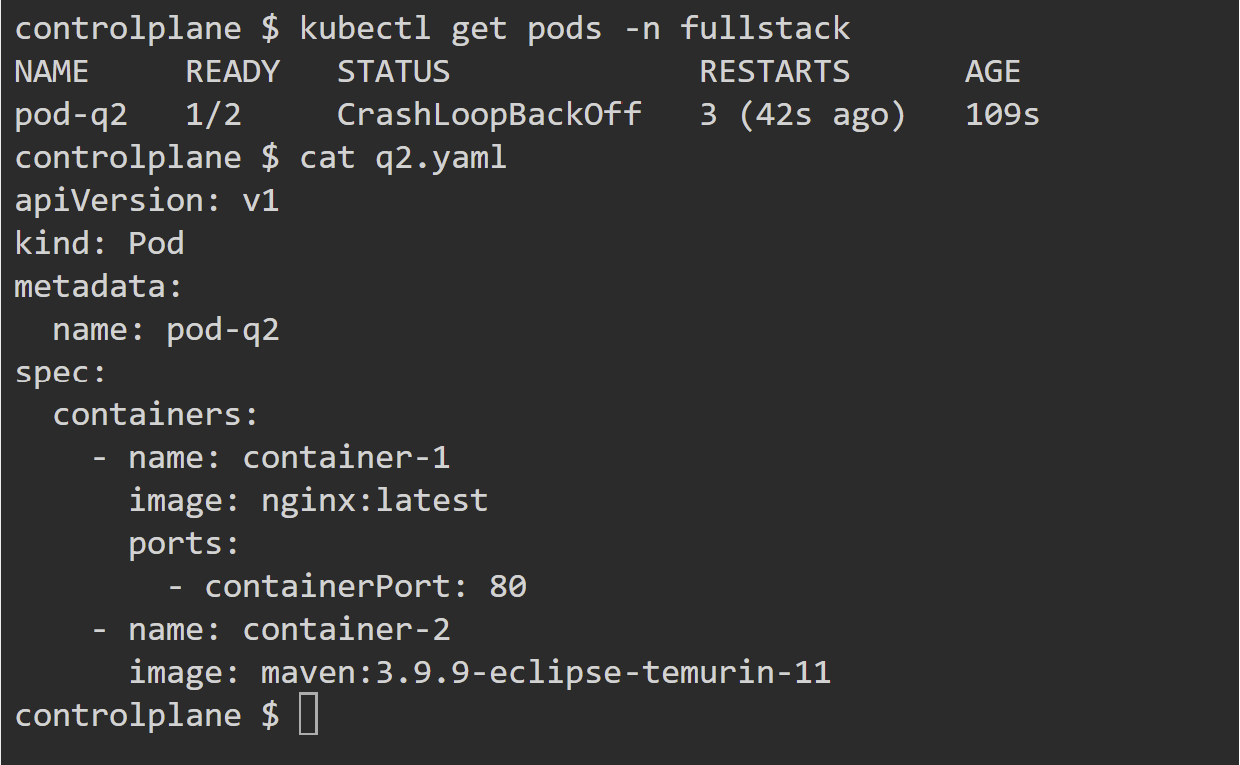 controlplane $ kubectl get pods -n fullstack
NAME     READY   STATUS             RESTARTS      AGE
pod-q2   1/2     CrashLoopBackOff   3 (42s ago)   109s
controlplane $ cat q2.yaml
apiVersion: v1
kind: Pod
metadata:
  name: pod-q2
spec:
  containers:
    - name: container-1
      image: nginx:latest
      ports:
        - containerPort: 80
    - name: container-2
      image: maven:3.9.9-eclipse-temurin-11
controlplane $